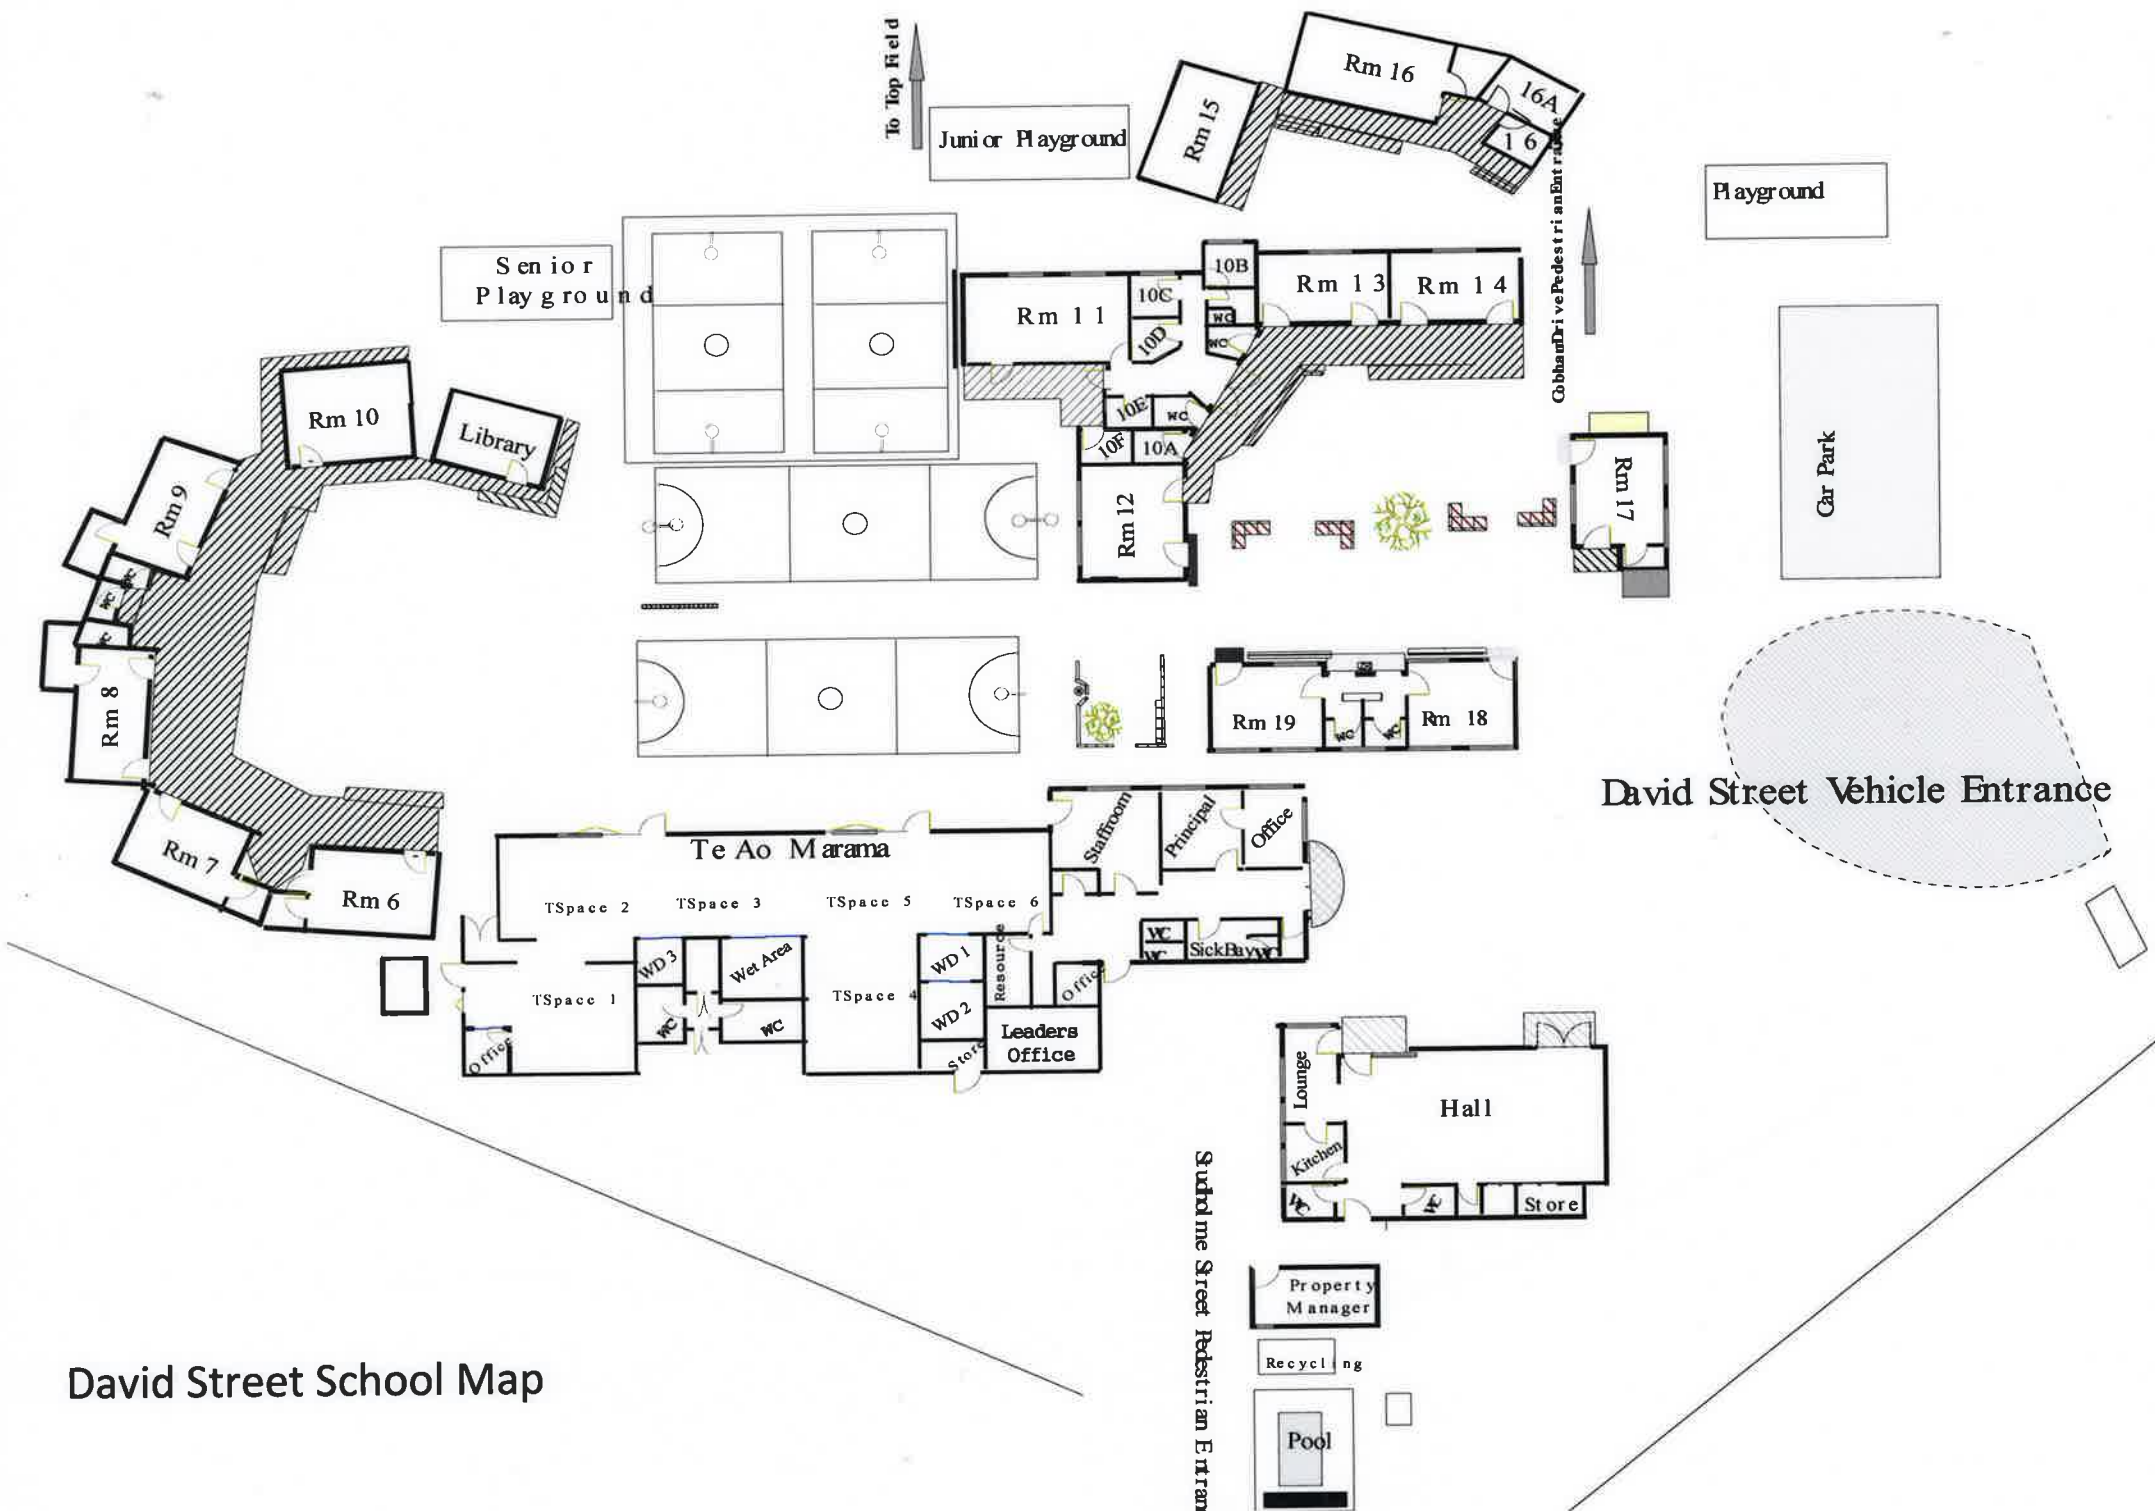 To Top Field
Junior Playground
Rm 15
Rm 16
16A
16
Cobham Drive Pedestrian Entrance
Playground
Senior
Playground
Rm 11
10C
10B
10D
WC
WC
Rm 13
Rm 14
10E
WC
10F
10A
Rm 12
Rm 17
Car Park
Rm 10
Library
Rm 9
WC
WC
WC
Rm 8
Rm 7
Rm 6
Rm 19
WC
WC
Rm 18
David Street Vehicle Entrance
Te Ao Marama
TSpace 2
TSpace 3
TSpace 5
TSpace 6
Staffroom
Principal
Office
WC
WC
SickBay
WC
WD 3
Wet Area
WD 1
Resource
Office
TSpace 1
TSpace 4
WC
WC
WD 2
Office
Store
Leaders
Office
Lounge
Hall
Kitchen
WC
WC
Store
Studholme Street Pedestrian Entran
Property
Manager
Recycling
Pool
David Street School Map